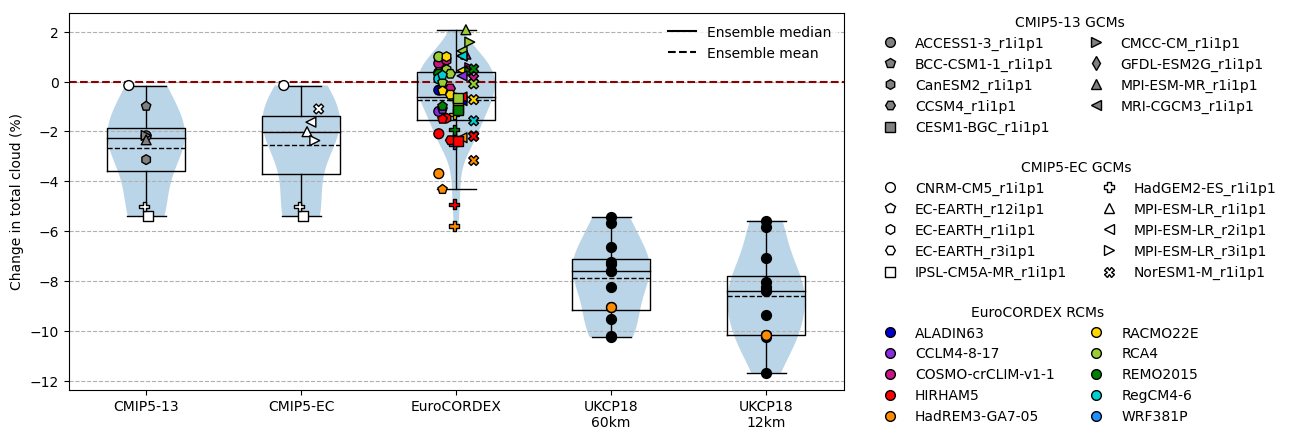 Change in total cloud (%)
2
0
−2
−4
−6
−8
−10
−12
Ensemble median
Ensemble mean
CMIP5-13
CMIP5-EC
EuroCORDEX
UKCP18
60km
UKCP18
12km
CMIP5-13 GCMs
ACCESS1-3_r1i1p1
BCC-CSM1-1_r1i1p1
CanESM2_r1i1p1
CCSM4_r1i1p1
CESM1-BGC_r1i1p1
CMCC-CM_r1i1p1
GFDL-ESM2G_r1i1p1
MPI-ESM-MR_r1i1p1
MRI-CGCM3_r1i1p1
CMIP5-EC GCMs
CNRM-CM5_r1i1p1
EC-EARTH_r12i1p1
EC-EARTH_r1i1p1
EC-EARTH_r3i1p1
IPSL-CM5A-MR_r1i1p1
HadGEM2-ES_r1i1p1
MPI-ESM-LR_r1i1p1
MPI-ESM-LR_r2i1p1
MPI-ESM-LR_r3i1p1
NorESM1-M_r1i1p1
EuroCORDEX RCMs
ALADIN63
CCLM4-8-17
COSMO-crCLIM-v1-1
HIRHAM5
HadREM3-GA7-05
RACMO22E
RCA4
REMO2015
RegCM4-6
WRF381P